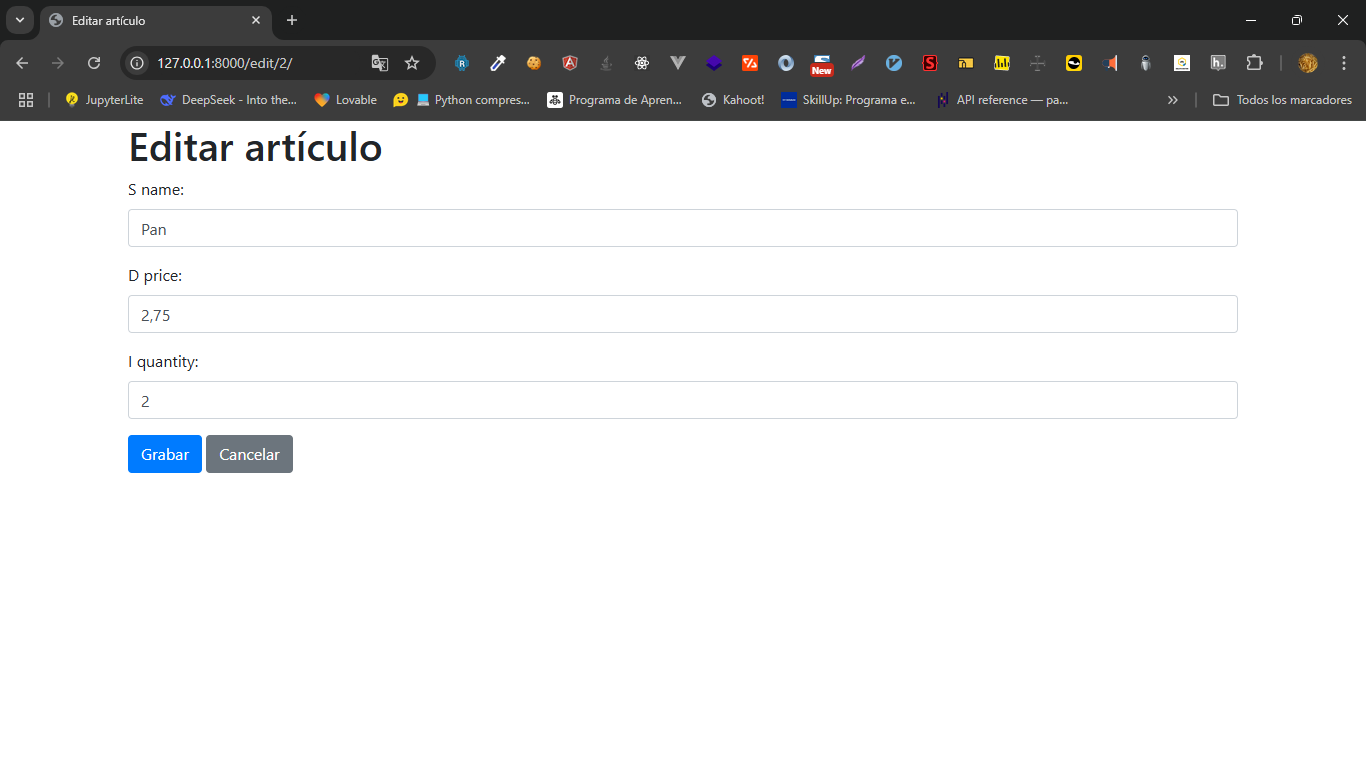 Editar artículo
127.0.0.1:8000/edit/2/
New
JupyterLite
DeepSeek - Into the...
Lovable
Python compres...
Programa de Apren...
Kahoot!
SkillUp: Programa e...
API reference — pa...
Todos los marcadores
Editar artículo
S name:
Pan
D price:
2,75
I quantity:
2
Grabar Cancelar